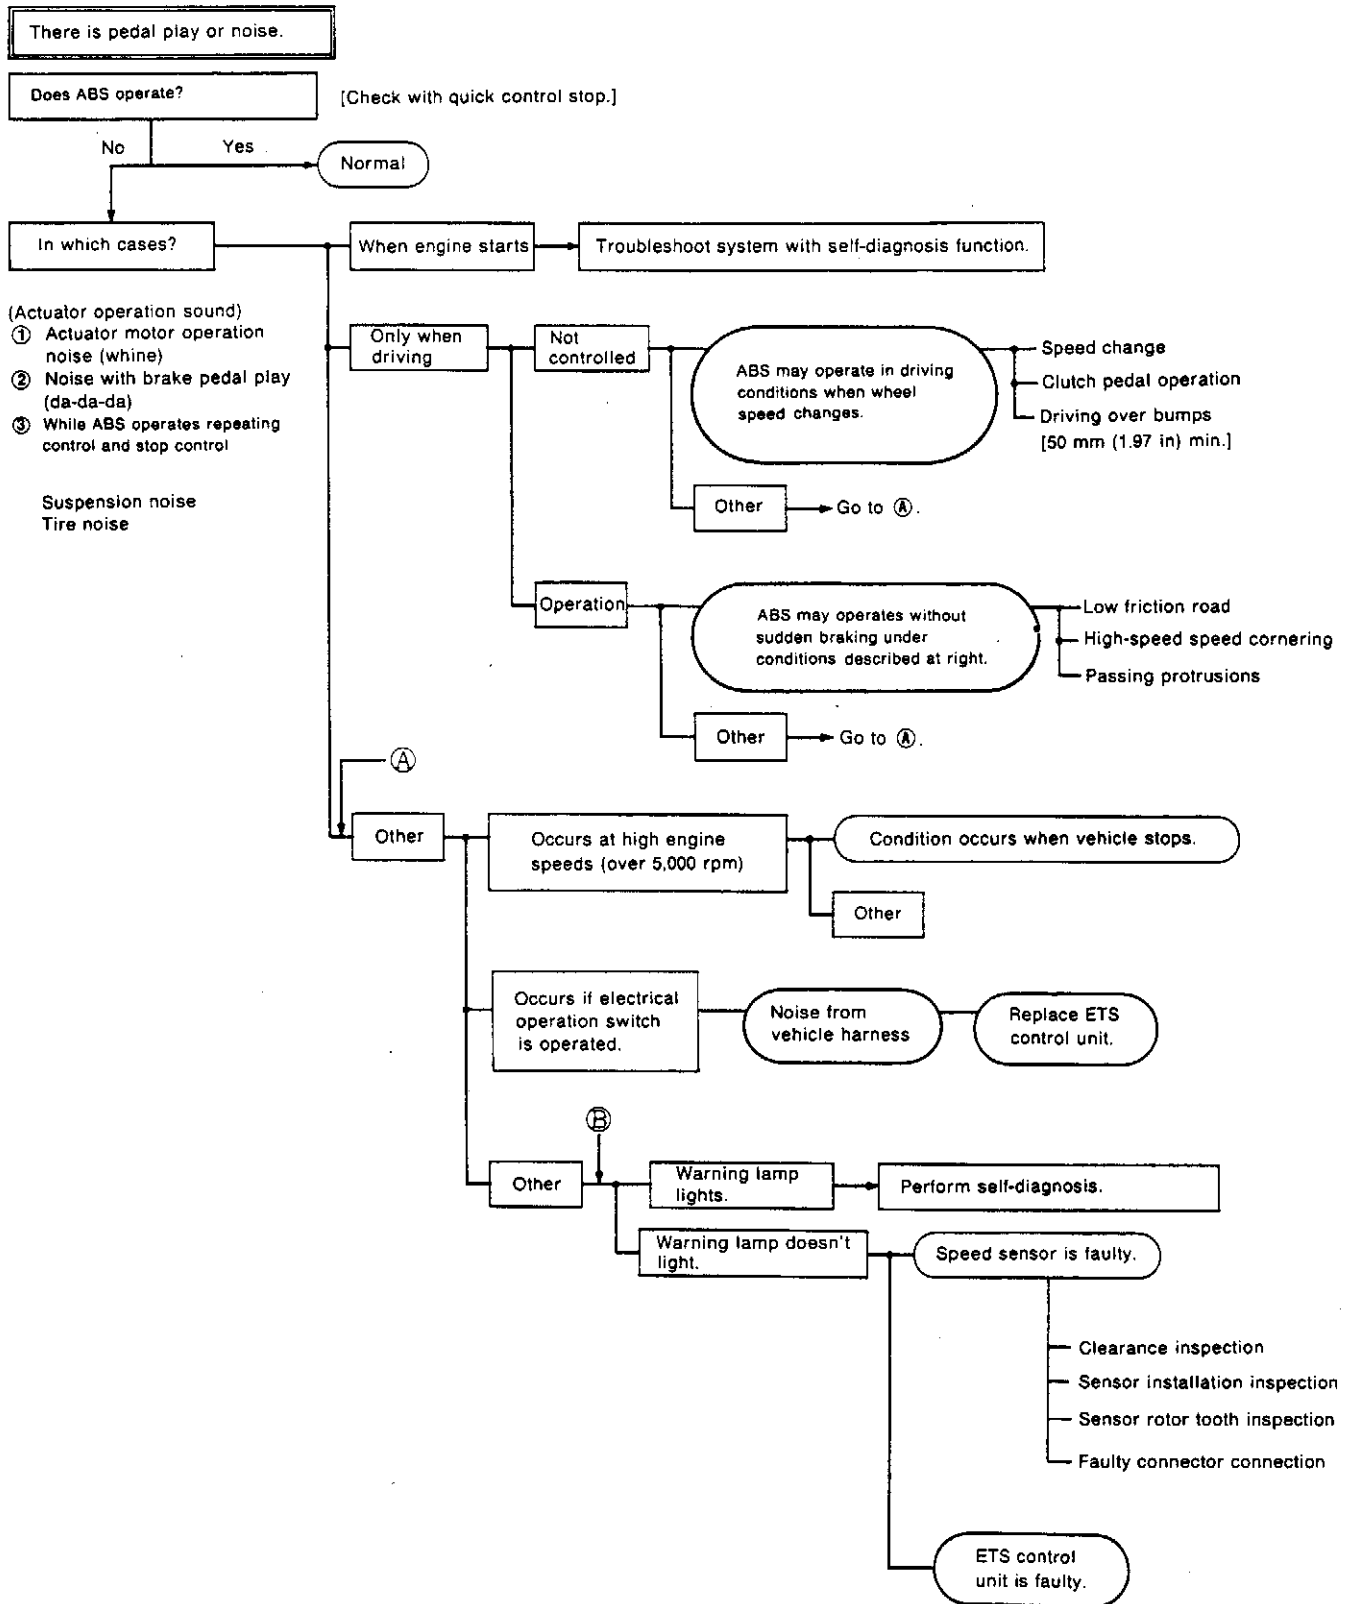 There is pedal play or noise.
Does ABS operate?
[Check with quick control stop.]
No
Yes
Normal
In which cases?
When engine starts
Troubleshoot system with self-diagnosis function.
(Actuator operation sound)
① Actuator motor operation
noise (whine)
② Noise with brake pedal play
(da-da-da)
③ While ABS operates repeating
control and stop control
Suspension noise
Tire noise
Only when
driving
Not
controlled
ABS may operate in driving
conditions when wheel
speed changes.
Speed change
Clutch pedal operation
Driving over bumps
[50 mm (1.97 in) min.]
Other
Go to Ⓐ.
Operation
ABS may operates without
sudden braking under
conditions described at right.
Low friction road
High-speed speed cornering
Passing protrusions
Other
Go to Ⓐ.
Ⓐ
Other
Occurs at high engine
speeds (over 5,000 rpm)
Condition occurs when vehicle stops.
Other
Occurs if electrical
operation switch
is operated.
Noise from
vehicle harness
Replace ETS
control unit.
Ⓑ
Other
Warning lamp
lights.
Perform self-diagnosis.
Warning lamp doesn't
light.
Speed sensor is faulty.
Clearance inspection
Sensor installation inspection
Sensor rotor tooth inspection
Faulty connector connection
ETS control
unit is faulty.